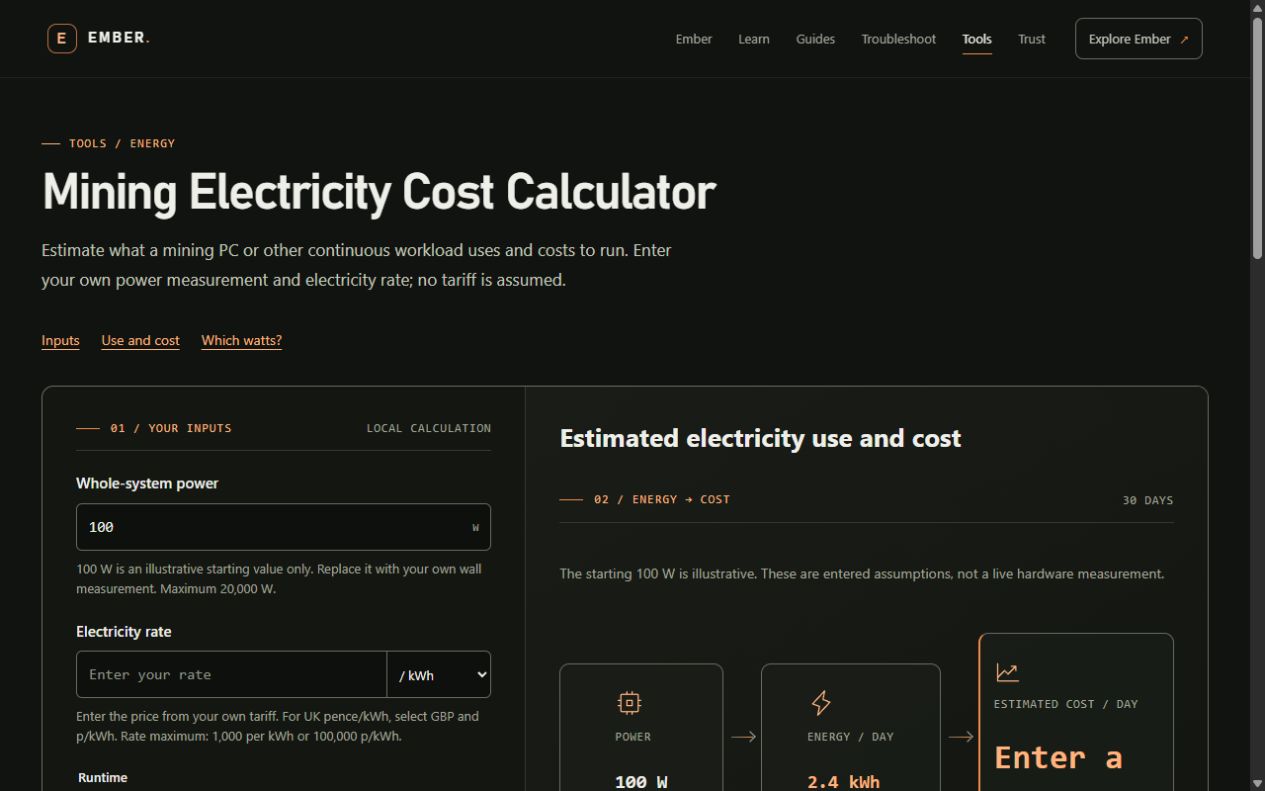 E EMBER.
Ember Learn Guides Troubleshoot Tools Trust Explore Ember ↗
TOOLS / ENERGY
Mining Electricity Cost Calculator
Estimate what a mining PC or other continuous workload uses and costs to run. Enter
your own power measurement and electricity rate; no tariff is assumed.
Inputs Use and cost Which watts?
01 / YOUR INPUTS LOCAL CALCULATION
Whole-system power
100 W
100 W is an illustrative starting value only. Replace it with your own wall
measurement. Maximum 20,000 W.
Electricity rate
Enter your rate / kWh
Enter the price from your own tariff. For UK pence/kWh, select GBP and
p/kWh. Rate maximum: 1,000 per kWh or 100,000 p/kWh.
Runtime
Estimated electricity use and cost
02 / ENERGY → COST 30 DAYS
The starting 100 W is illustrative. These are entered assumptions, not a live hardware measurement.
POWER
100 W
ENERGY / DAY
2.4 kWh
ESTIMATED COST / DAY
Enter a